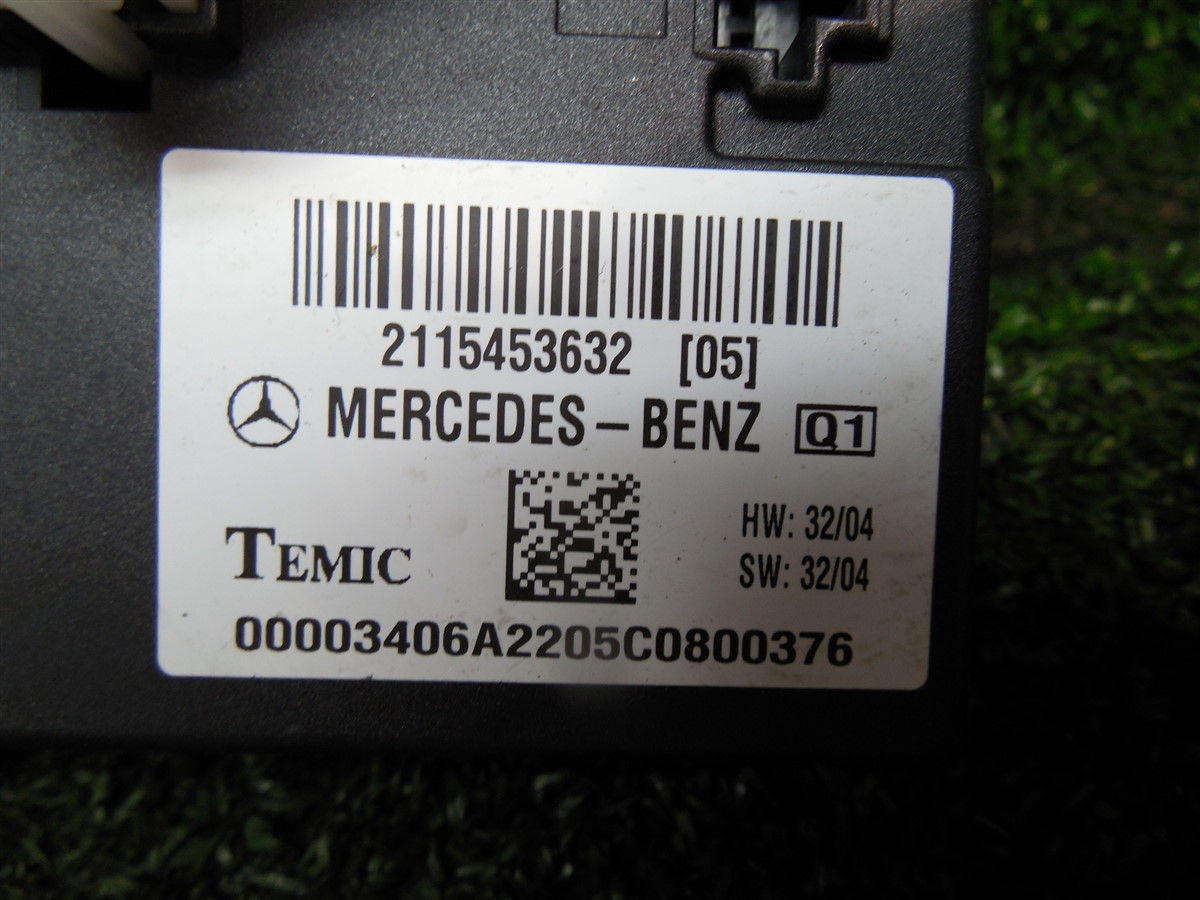 2115453632 [05]
MERCEDES-BENZ Q1
HW: 32/04
TEMIC
SW: 32/04
00003406A2205C0800376